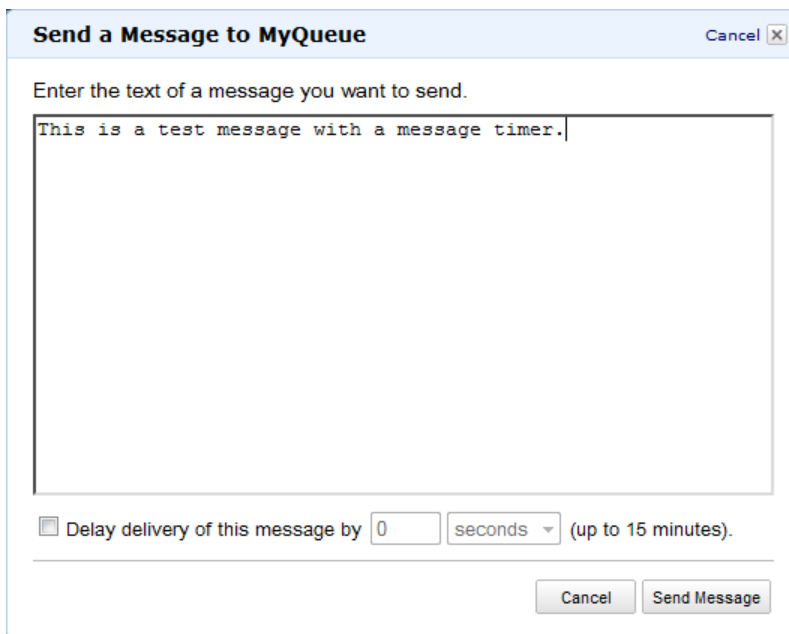 Send a Message to MyQueue Cancel
Enter the text of a message you want to send.
This is a test message with a message timer.
Delay delivery of this message by 0 seconds (up to 15 minutes).
Cancel Send Message